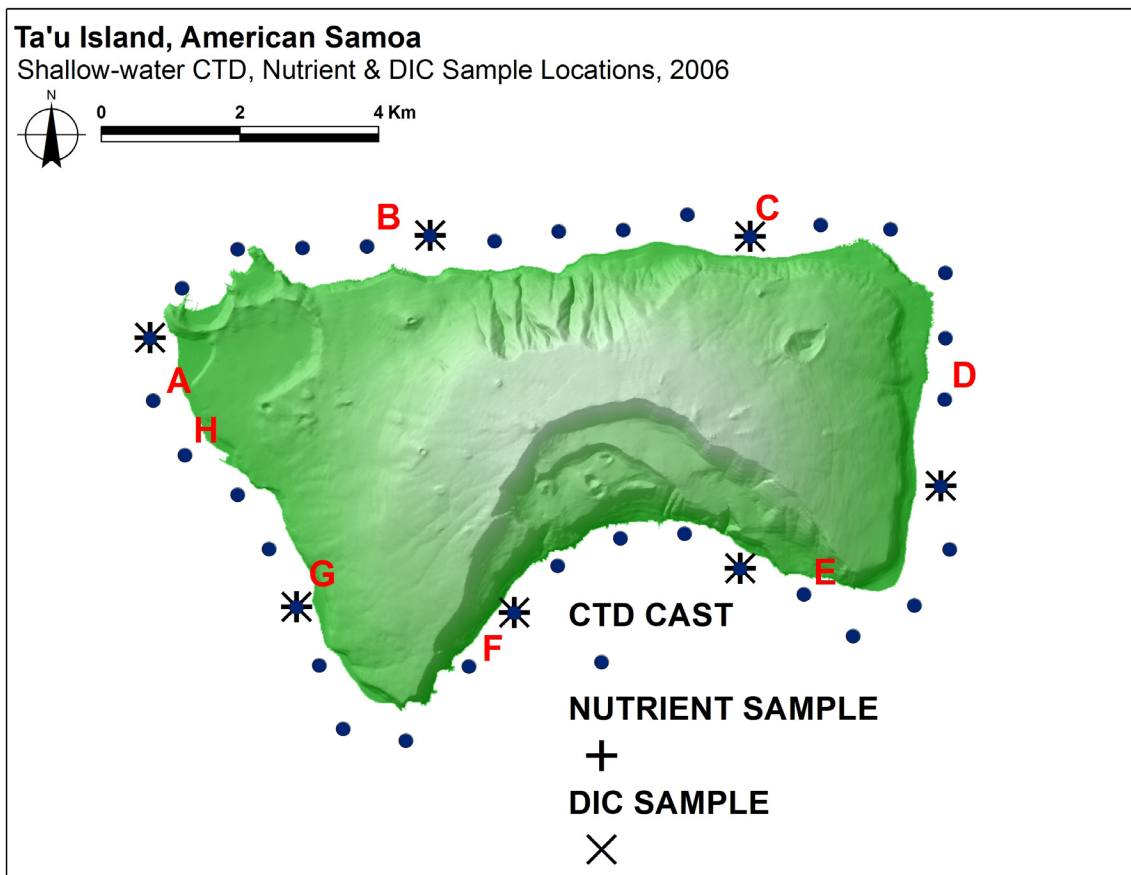 Ta'u Island, American Samoa
Shallow-water CTD, Nutrient & DIC Sample Locations, 2006
N
0 2 4 Km
B
C
A
D
H
G
E
F
CTD CAST
NUTRIENT SAMPLE
DIC SAMPLE